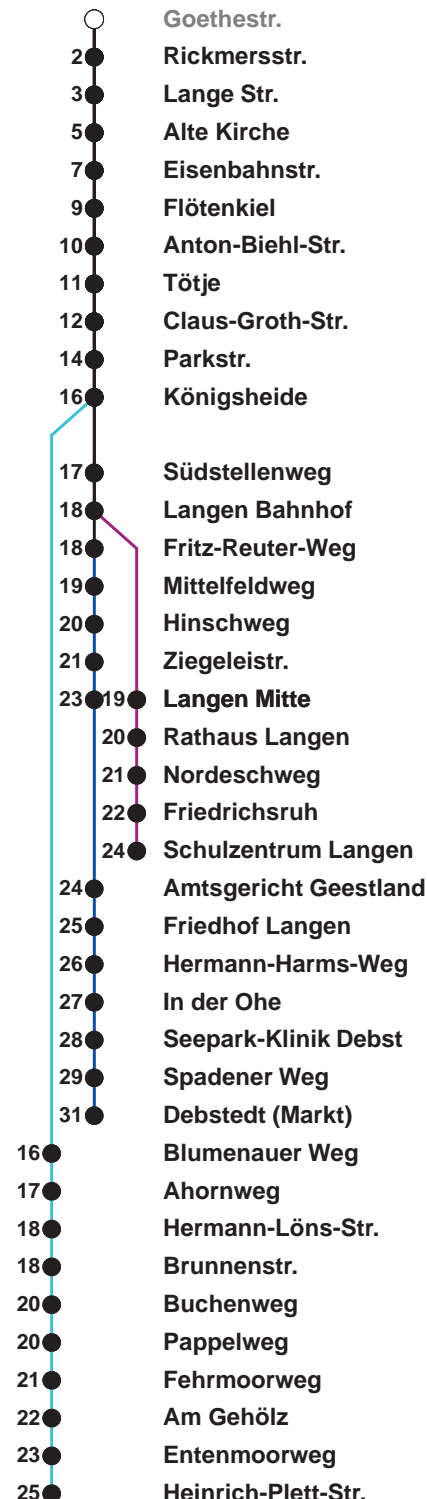 Goethestr.
2 Rickmersstr.
3 Lange Str.
5 Alte Kirche
7 Eisenbahnstr.
9 Flötenkiel
10 Anton-Biehl-Str.
11 Tötje
12 Claus-Groth-Str.
14 Parkstr.
16 Königsheide
17 Südstellenweg
18 Langen Bahnhof
18 Fritz-Reuter-Weg
19 Mittelfeldweg
20 Hinschweg
21 Ziegeleistr.
23 19 Langen Mitte
20 Rathaus Langen
21 Nordeschweg
22 Friedrichsruh
24 Schulzentrum Langen
24 Amtsgericht Geestland
25 Friedhof Langen
26 Hermann-Harms-Weg
27 In der Ohe
28 Seepark-Klinik Debst
29 Spadener Weg
31 Debstedt (Markt)
16 Blumenauer Weg
17 Ahornweg
18 Hermann-Löns-Str.
18 Brunnenstr.
20 Buchenweg
20 Pappelweg
21 Fehrmoorweg
22 Am Gehölz
23 Entenmoorweg
25 Heinrich-Plett-Str.